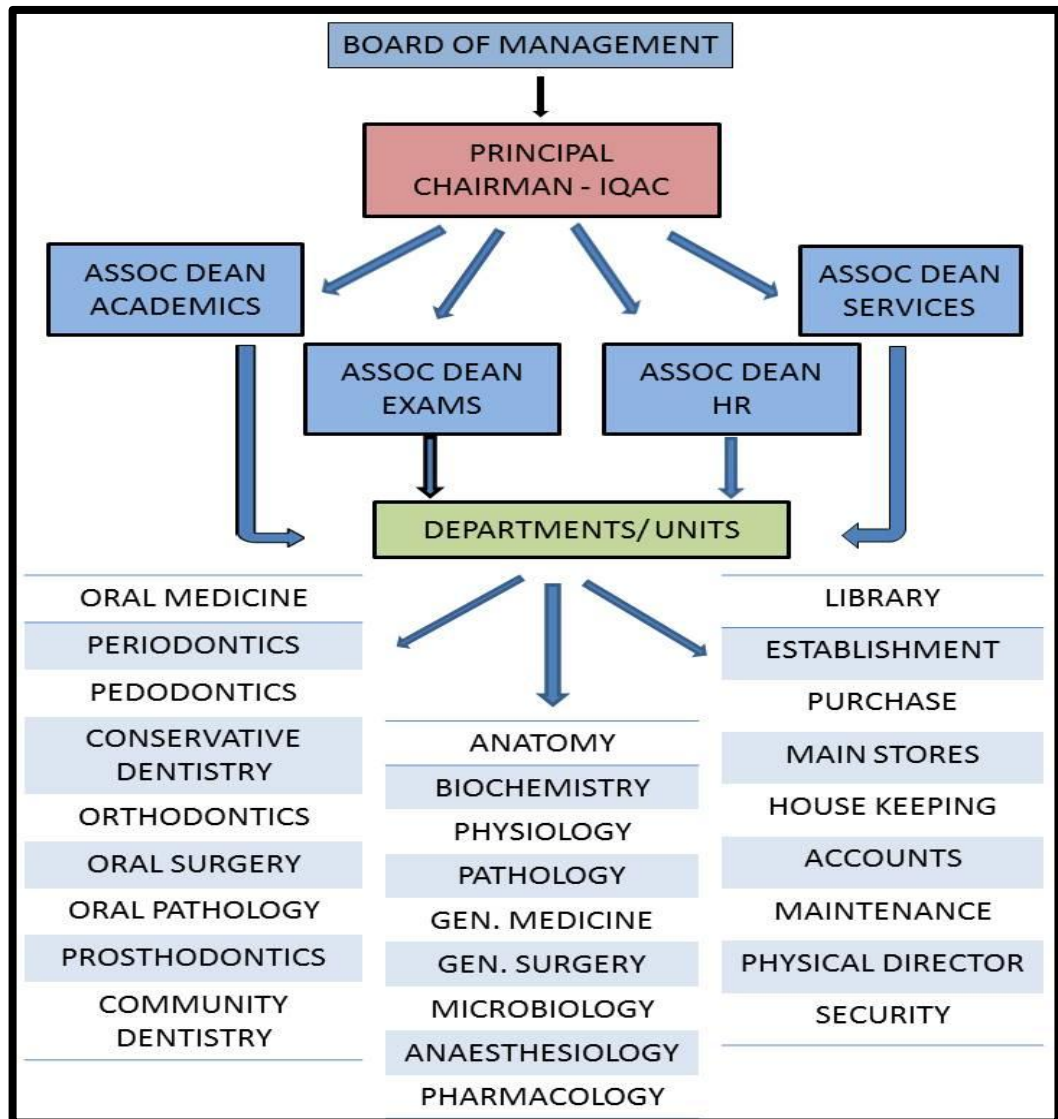 BOARD OF MANAGEMENT
PRINCIPAL
CHAIRMAN - IQAC
ASSOC DEAN
ACADEMICS
ASSOC DEAN
SERVICES
ASSOC DEAN
EXAMS
ASSOC DEAN
HR
DEPARTMENTS/ UNITS
ORAL MEDICINE
PERIODONTICS
PEDODONTICS
CONSERVATIVE
DENTISTRY
ORTHODONTICS
ORAL SURGERY
ORAL PATHOLOGY
PROSTHODONTICS
COMMUNITY
DENTISTRY
ANATOMY
BIOCHEMISTRY
PHYSIOLOGY
PATHOLOGY
GEN. MEDICINE
GEN. SURGERY
MICROBIOLOGY
ANAESTHESIOLOGY
PHARMACOLOGY
LIBRARY
ESTABLISHMENT
PURCHASE
MAIN STORES
HOUSE KEEPING
ACCOUNTS
MAINTENANCE
PHYSICAL DIRECTOR
SECURITY